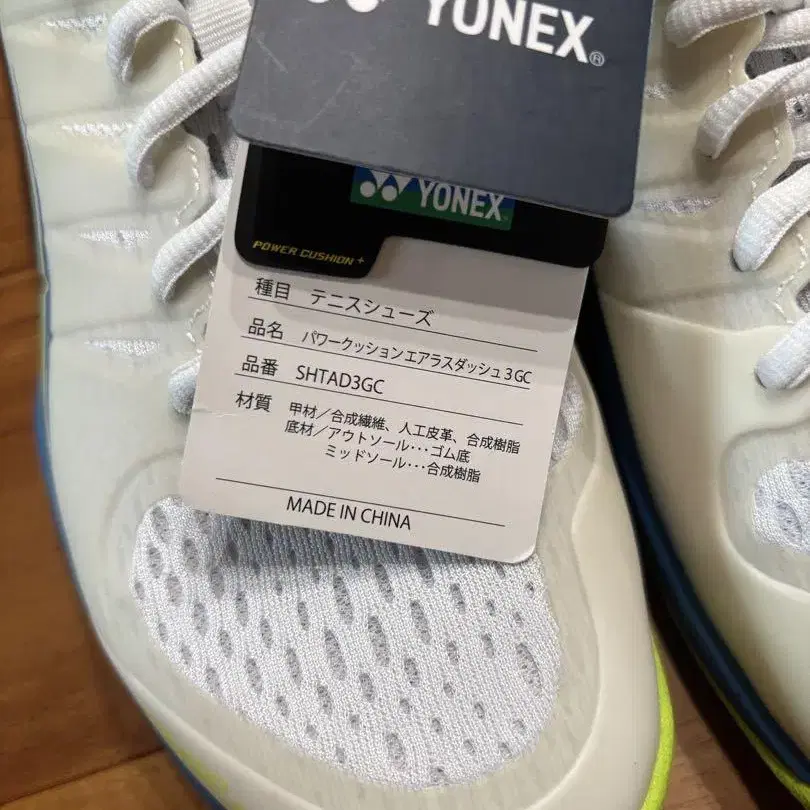 YONEX®
YONEX
POWER CUSHION+
種目 テニスシューズ
品名 パワークッションエアラスダッシュ3GC
品番 SHTAD3GC
材質 甲材／合成繊維、人工皮革、合成樹脂
底材／アウトソール･･･ゴム底
ミッドソール･･･合成樹脂
MADE IN CHINA